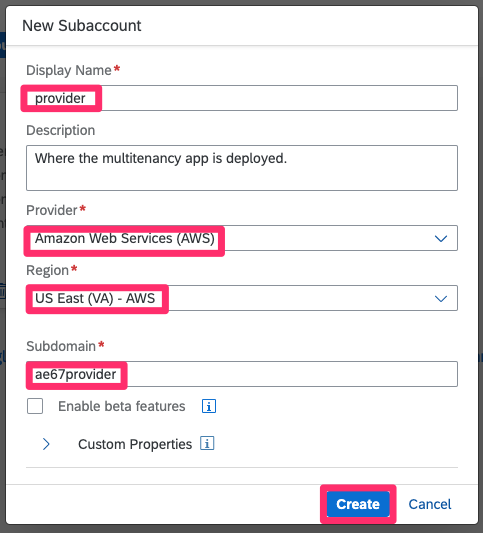 New Subaccount
Display Name*
provider
Description
Where the multitenancy app is deployed.
Provider*
Amazon Web Services (AWS)
Region*
US East (VA) - AWS
Subdomain*
ae67provider
Enable beta features
Custom Properties
Create Cancel